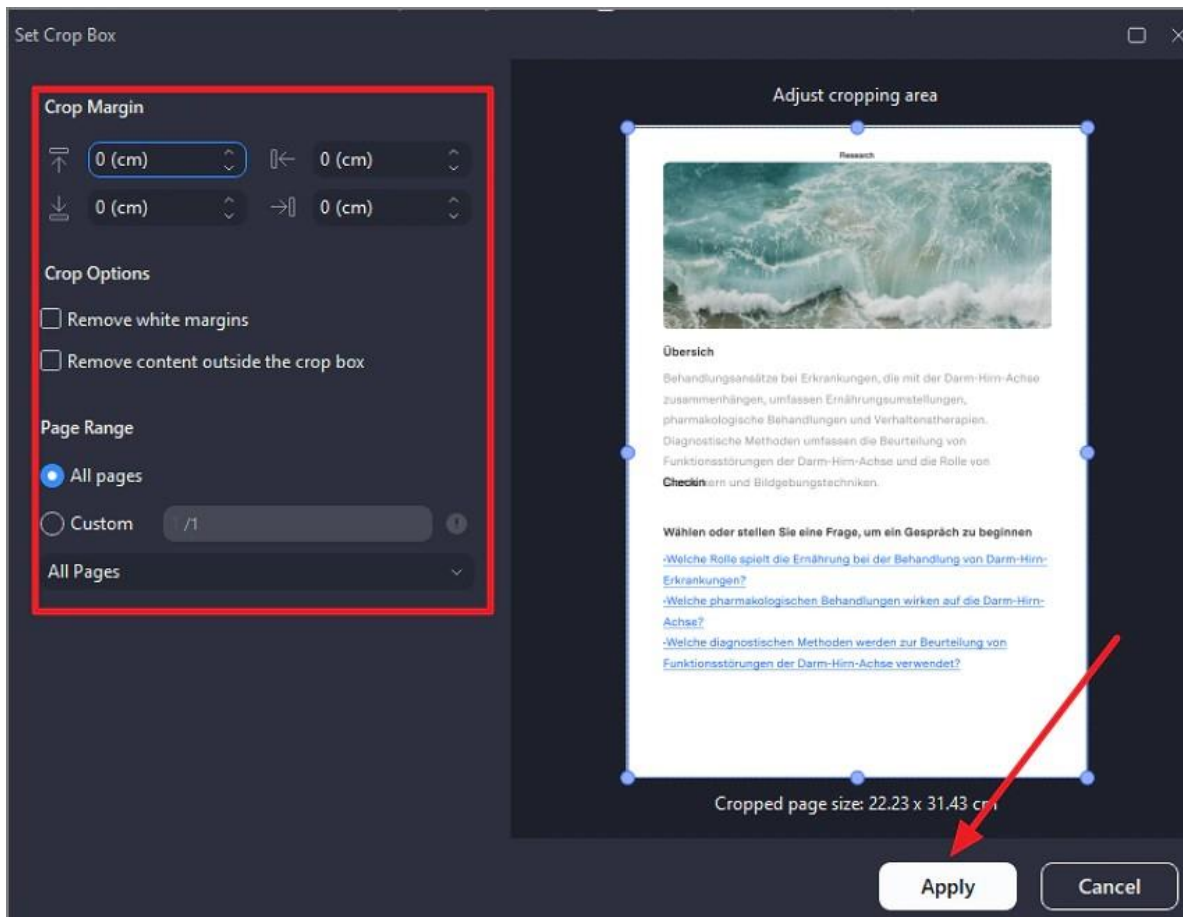 Set Crop Box
Crop Margin
0 (cm) 0 (cm)
0 (cm) 0 (cm)
Crop Options
Remove white margins
Remove content outside the crop box
Page Range
All pages
Custom /1
All Pages
Adjust cropping area
Research
Übersich
Behandlungsansätze bei Erkrankungen, die mit der Darm-Hirn-Achse
zusammenhängen, umfassen Ernährungsumstellungen,
pharmakologische Behandlungen und Verhaltenstherapien.
Diagnostische Methoden umfassen die Beurteilung von
Funktionsstörungen der Darm-Hirn-Achse und die Rolle von
Checkin und Bildgebungstechniken.
Wählen oder stellen Sie eine Frage, um ein Gespräch zu beginnen
-Welche Rolle spielt die Ernährung bei der Behandlung von Darm-Hirn-
Erkrankungen?
-Welche pharmakologischen Behandlungen wirken auf die Darm-Hirn-
Achse?
-Welche diagnostischen Methoden werden zur Beurteilung von
Funktionsstörungen der Darm-Hirn-Achse verwendet?
Cropped page size: 22.23 x 31.43 cm
Apply Cancel